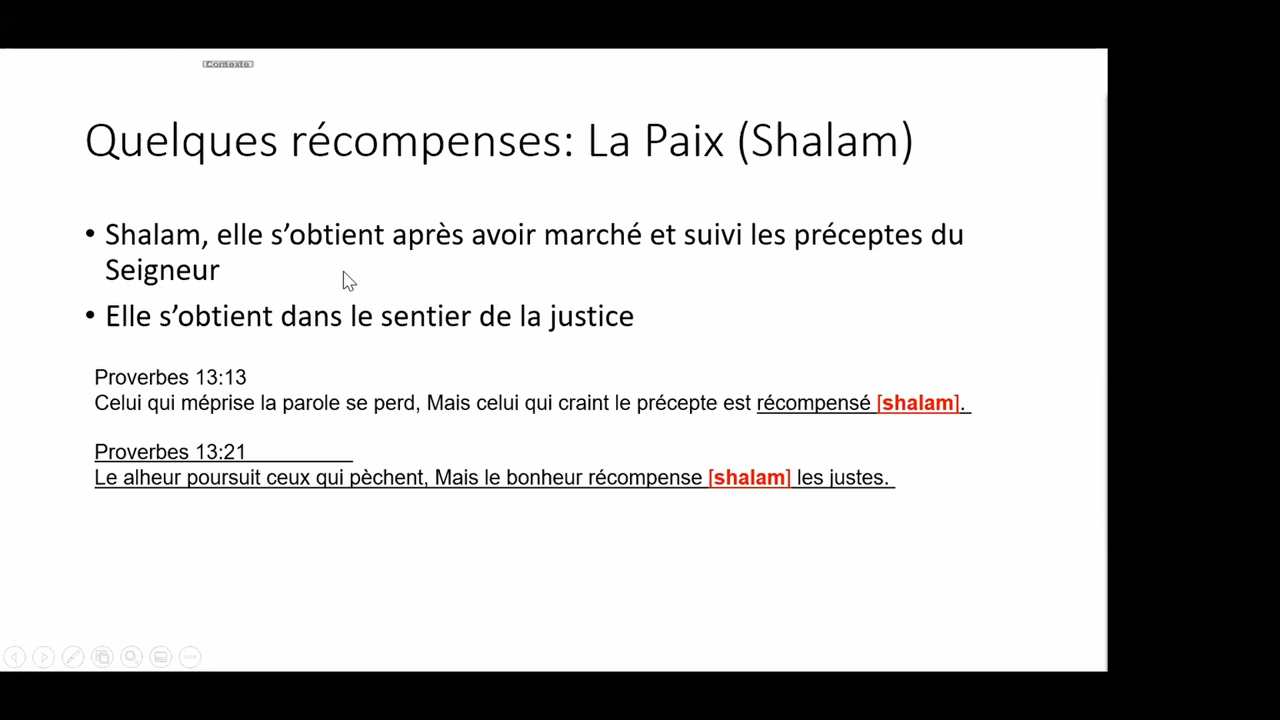 Contexte
Quelques récompenses: La Paix (Shalam)
• Shalam, elle s’obtient après avoir marché et suivi les préceptes du
Seigneur
• Elle s’obtient dans le sentier de la justice
Proverbes 13:13
Celui qui méprise la parole se perd, Mais celui qui craint le précepte est récompensé [shalam].
Proverbes 13:21
Le alheur poursuit ceux qui pèchent, Mais le bonheur récompense [shalam] les justes.